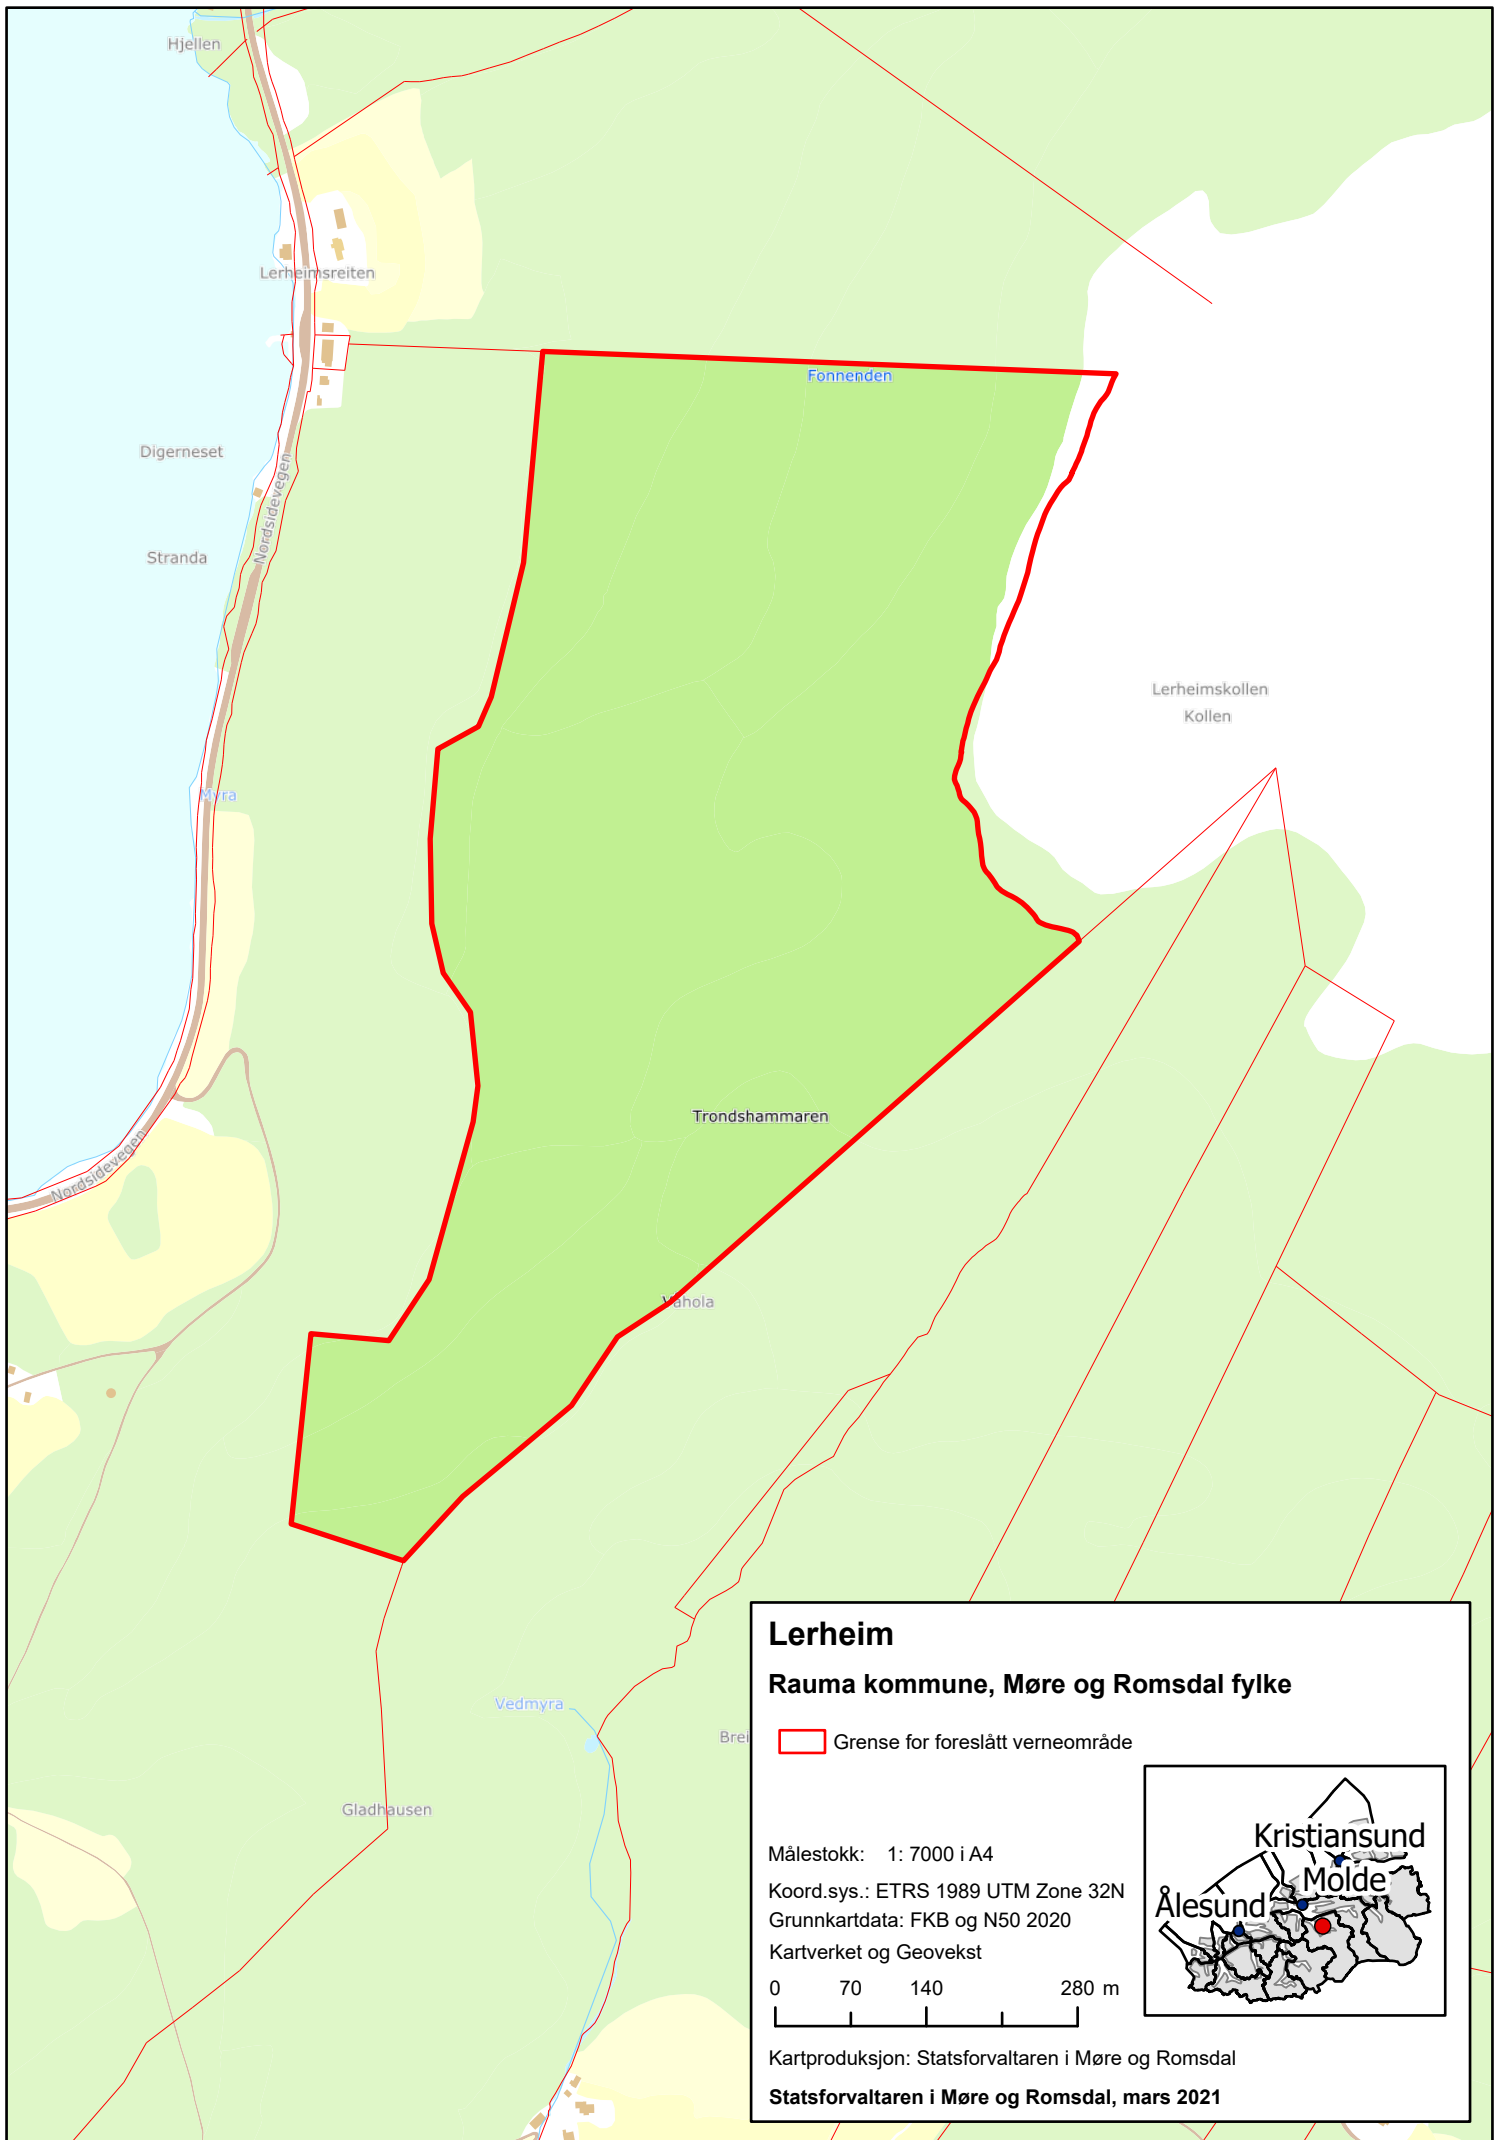 Hjellen
Lerheimsreiten
Fonnenden
Digerneset
Nordsidevegen
Stranda
Lerheimskollen
Kollen
Myra
Trondshammaren
Nordsidevegen
Våhola
Vedmyra
Brei
Gladhausen
Lerheim
Rauma kommune, Møre og Romsdal fylke
Grense for foreslått verneområde
Målestokk: 1: 7000 i A4
Koord.sys.: ETRS 1989 UTM Zone 32N
Grunnkartdata: FKB og N50 2020
Kartverket og Geovekst
0 70 140 280 m
Kristiansund
Molde
Ålesund
Kartproduksjon: Statsforvaltaren i Møre og Romsdal
Statsforvaltaren i Møre og Romsdal, mars 2021